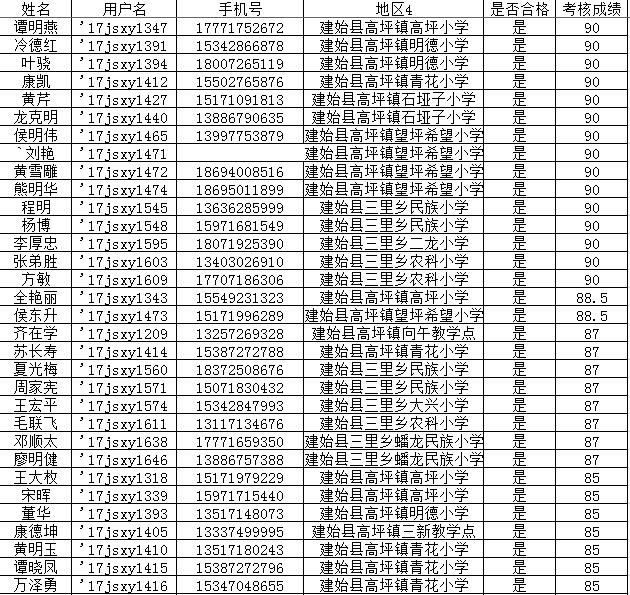 姓名 用户名 手机号 地区4 是否合格 考核成绩
谭明燕 '17jsxy1347 17771752672 建始县高坪镇高坪小学 是 90
冷德红 '17jsxy1391 15342866878 建始县高坪镇明德小学 是 90
叶骁 '17jsxy1394 18007265119 建始县高坪镇明德小学 是 90
康凯 '17jsxy1412 15502765876 建始县高坪镇青花小学 是 90
黄芹 '17jsxy1427 15171091813 建始县高坪镇石垭子小学 是 90
龙克明 '17jsxy1440 13886790635 建始县高坪镇石垭子小学 是 90
侯明伟 '17jsxy1465 13997753879 建始县高坪镇望坪希望小学 是 90
`刘艳 '17jsxy1471 建始县高坪镇望坪希望小学 是 90
黄雪雕 '17jsxy1472 18694008516 建始县高坪镇望坪希望小学 是 90
熊明华 '17jsxy1474 18695011899 建始县高坪镇望坪希望小学 是 90
程明 '17jsxy1545 13636285999 建始县三里乡民族小学 是 90
杨博 '17jsxy1548 15971681549 建始县三里乡民族小学 是 90
李厚忠 '17jsxy1595 18071925390 建始县三里乡二龙小学 是 90
张弟胜 '17jsxy1603 13403026910 建始县三里乡农科小学 是 90
方敏 '17jsxy1609 17707186306 建始县三里乡农科小学 是 90
全艳丽 '17jsxy1343 15549231323 建始县高坪镇高坪小学 是 88.5
侯东升 '17jsxy1473 15171996289 建始县高坪镇望坪希望小学 是 88.5
齐在学 '17jsxy1209 13257269328 建始县高坪镇向午教学点 是 87
苏长寿 '17jsxy1414 15387272788 建始县高坪镇青花小学 是 87
夏光梅 '17jsxy1560 18372508676 建始县三里乡民族小学 是 87
周家宪 '17jsxy1571 15071830432 建始县三里乡民族小学 是 87
王宏平 '17jsxy1574 15342847993 建始县三里乡大兴小学 是 87
毛联飞 '17jsxy1611 13117134676 建始县三里乡农科小学 是 87
邓顺太 '17jsxy1638 17771659350 建始县三里乡蟠龙民族小学 是 87
廖明健 '17jsxy1646 13886757388 建始县三里乡蟠龙民族小学 是 87
王大权 '17jsxy1318 15171979229 建始县高坪镇高坪小学 是 85
宋晖 '17jsxy1339 15971715440 建始县高坪镇高坪小学 是 85
董华 '17jsxy1393 13517148073 建始县高坪镇明德小学 是 85
康德坤 '17jsxy1405 13337499995 建始县高坪镇三新教学点 是 85
黄明玉 '17jsxy1410 13517180243 建始县高坪镇青花小学 是 85
谭晓凤 '17jsxy1415 15387272796 建始县高坪镇青花小学 是 85
万泽勇 '17jsxy1416 15347048655 建始县高坪镇青花小学 是 85